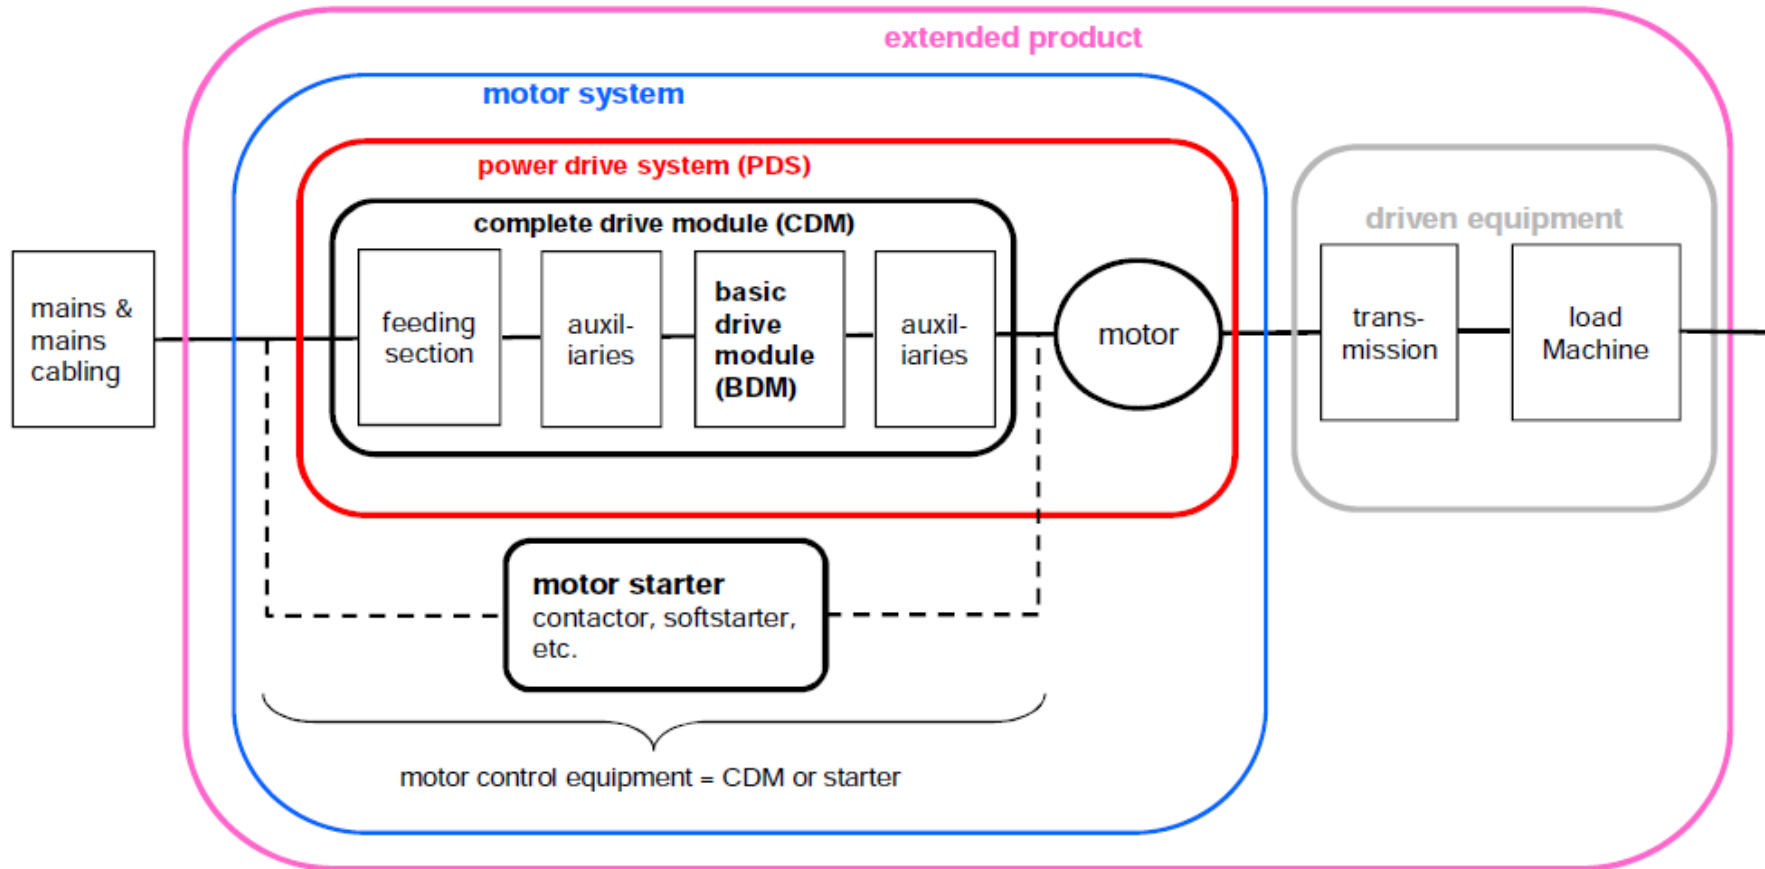 extended product
motor system
power drive system (PDS)
complete drive module (CDM)
driven equipment
mains &
mains
cabling
feeding
section
auxil-
iaries
basic
drive
module
(BDM)
auxil-
iaries
motor
trans-
mission
load
Machine
motor starter
contactor, softstarter,
etc.
motor control equipment = CDM or starter